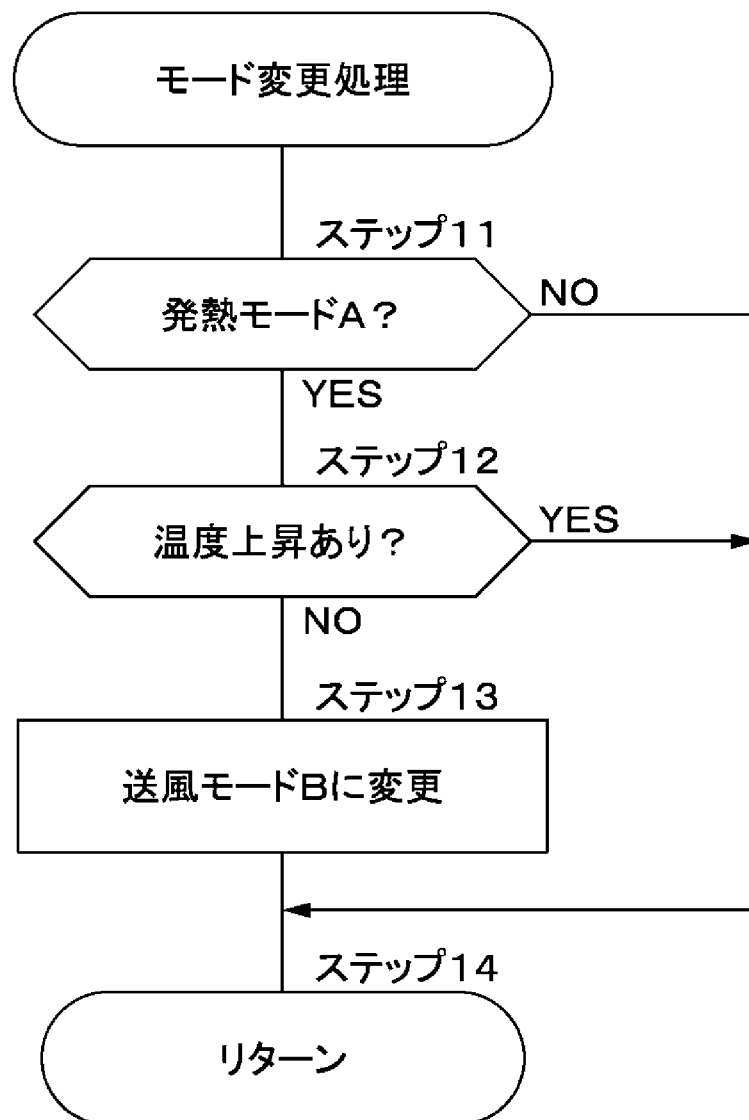 モード変更処理
ステップ11
発熱モードA?
NO
YES
ステップ12
温度上昇あり?
YES
NO
ステップ13
送風モードBに変更
ステップ14
リターン